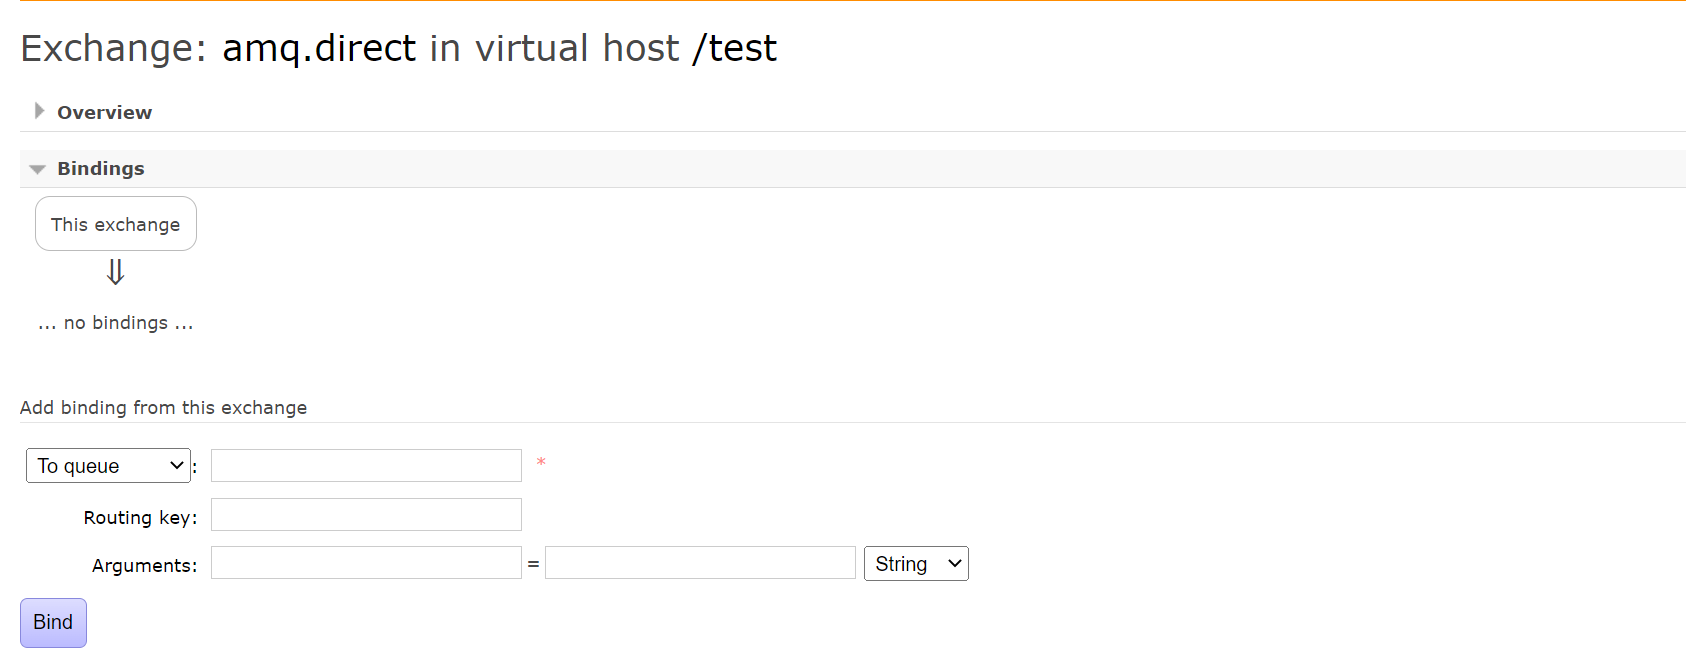 Exchange: amq.direct in virtual host /test
Overview
Bindings
This exchange
⇓
... no bindings ...
Add binding from this exchange
To queue : *
Routing key:
Arguments: = String
Bind